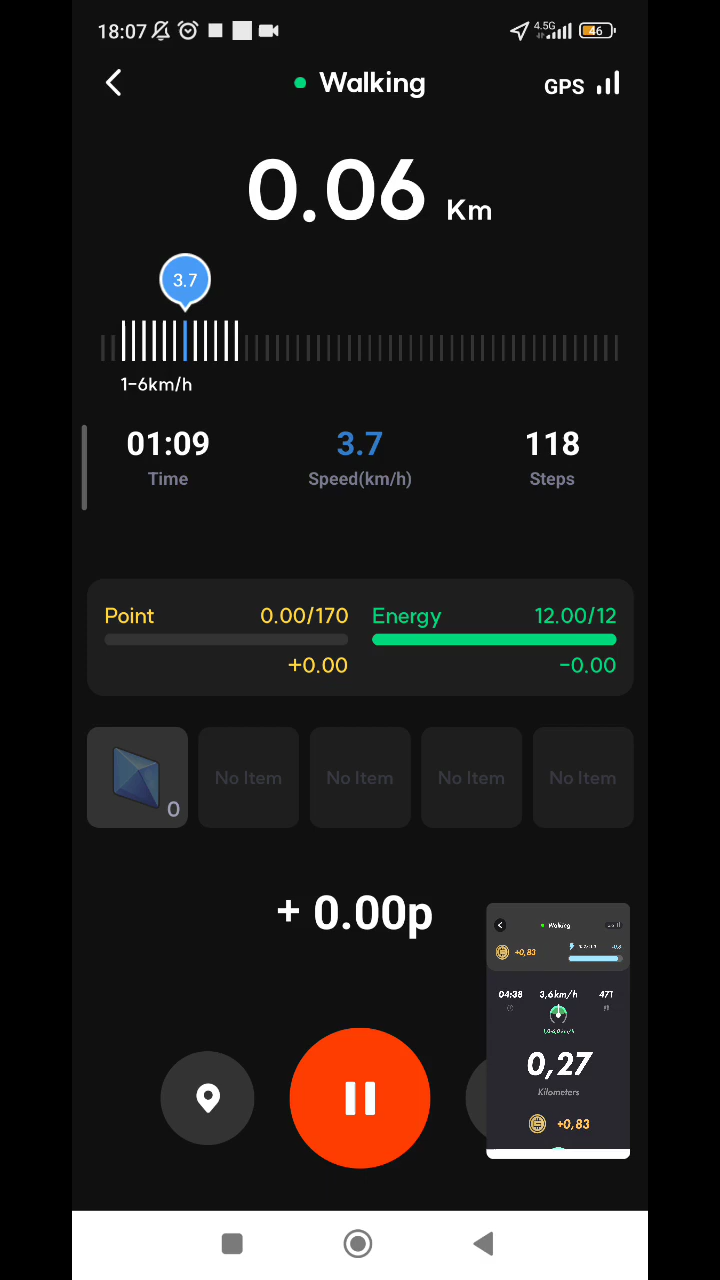 18:07 4.5G 46
Walking GPS
0.06 Km
3.7
1-6km/h
01:09 3.7 118
Time Speed(km/h) Steps
Point 0.00/170 Energy 12.00/12
+0.00 -0.00
0 No Item No Item No Item No Item
+ 0.00p
Walking
+0,83
04:38 3,6km/h 471
0,27
Kilometers
+0,83